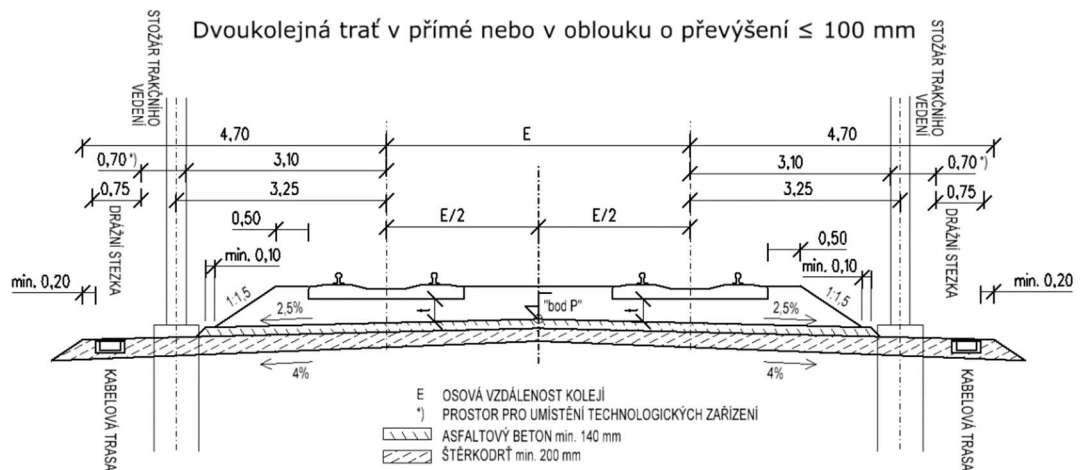 Dvoukolejná trať v přímé nebo v oblouku o převýšení ≤ 100 mm
STOŽÁR TRAKČNÍHO
VEDENÍ
STOŽÁR TRAKČNÍHO
VEDENÍ
4,70
E
4,70
0,70*)
3,10
3,10
0,70*)
0,75
3,25
3,25
0,75
DRÁŽNÍ STEZKA
DRÁŽNÍ STEZKA
0,50
E/2
E/2
0,50
min. 0,10
min. 0,10
min. 0,20
min. 0,20
1:1,5
2,5%
t
"bod P"
t
2,5%
1:1,5
4%
4%
KABELOVÁ TRASA
KABELOVÁ TRASA
E OSOVÁ VZDÁLENOST KOLEJÍ
*) PROSTOR PRO UMÍSTĚNÍ TECHNOLOGICKÝCH ZAŘÍZENÍ
ASFALTOVÝ BETON min. 140 mm
ŠTĚRKODRŤ min. 200 mm